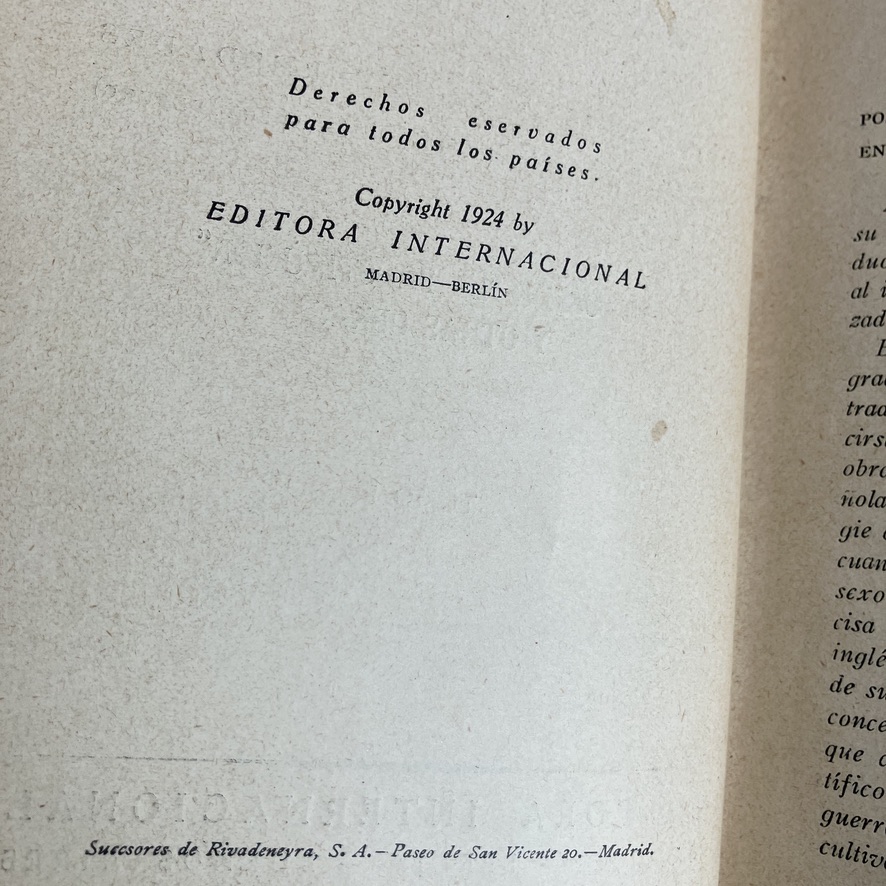 Derechos eservados
para todos los países.
Copyright 1924 by
EDITORA INTERNACIONAL
MADRID—BERLÍN
Sucesores de Rivadeneyra, S. A.—Paseo de San Vicente 20.—Madrid.
PO
EN
su
duc
al i
zad
E
grad
trad
cirs
obra
ñola
gie
cuan
sexo
cisa
inglé
de su
conce
que
tífico
guerr
cultiv